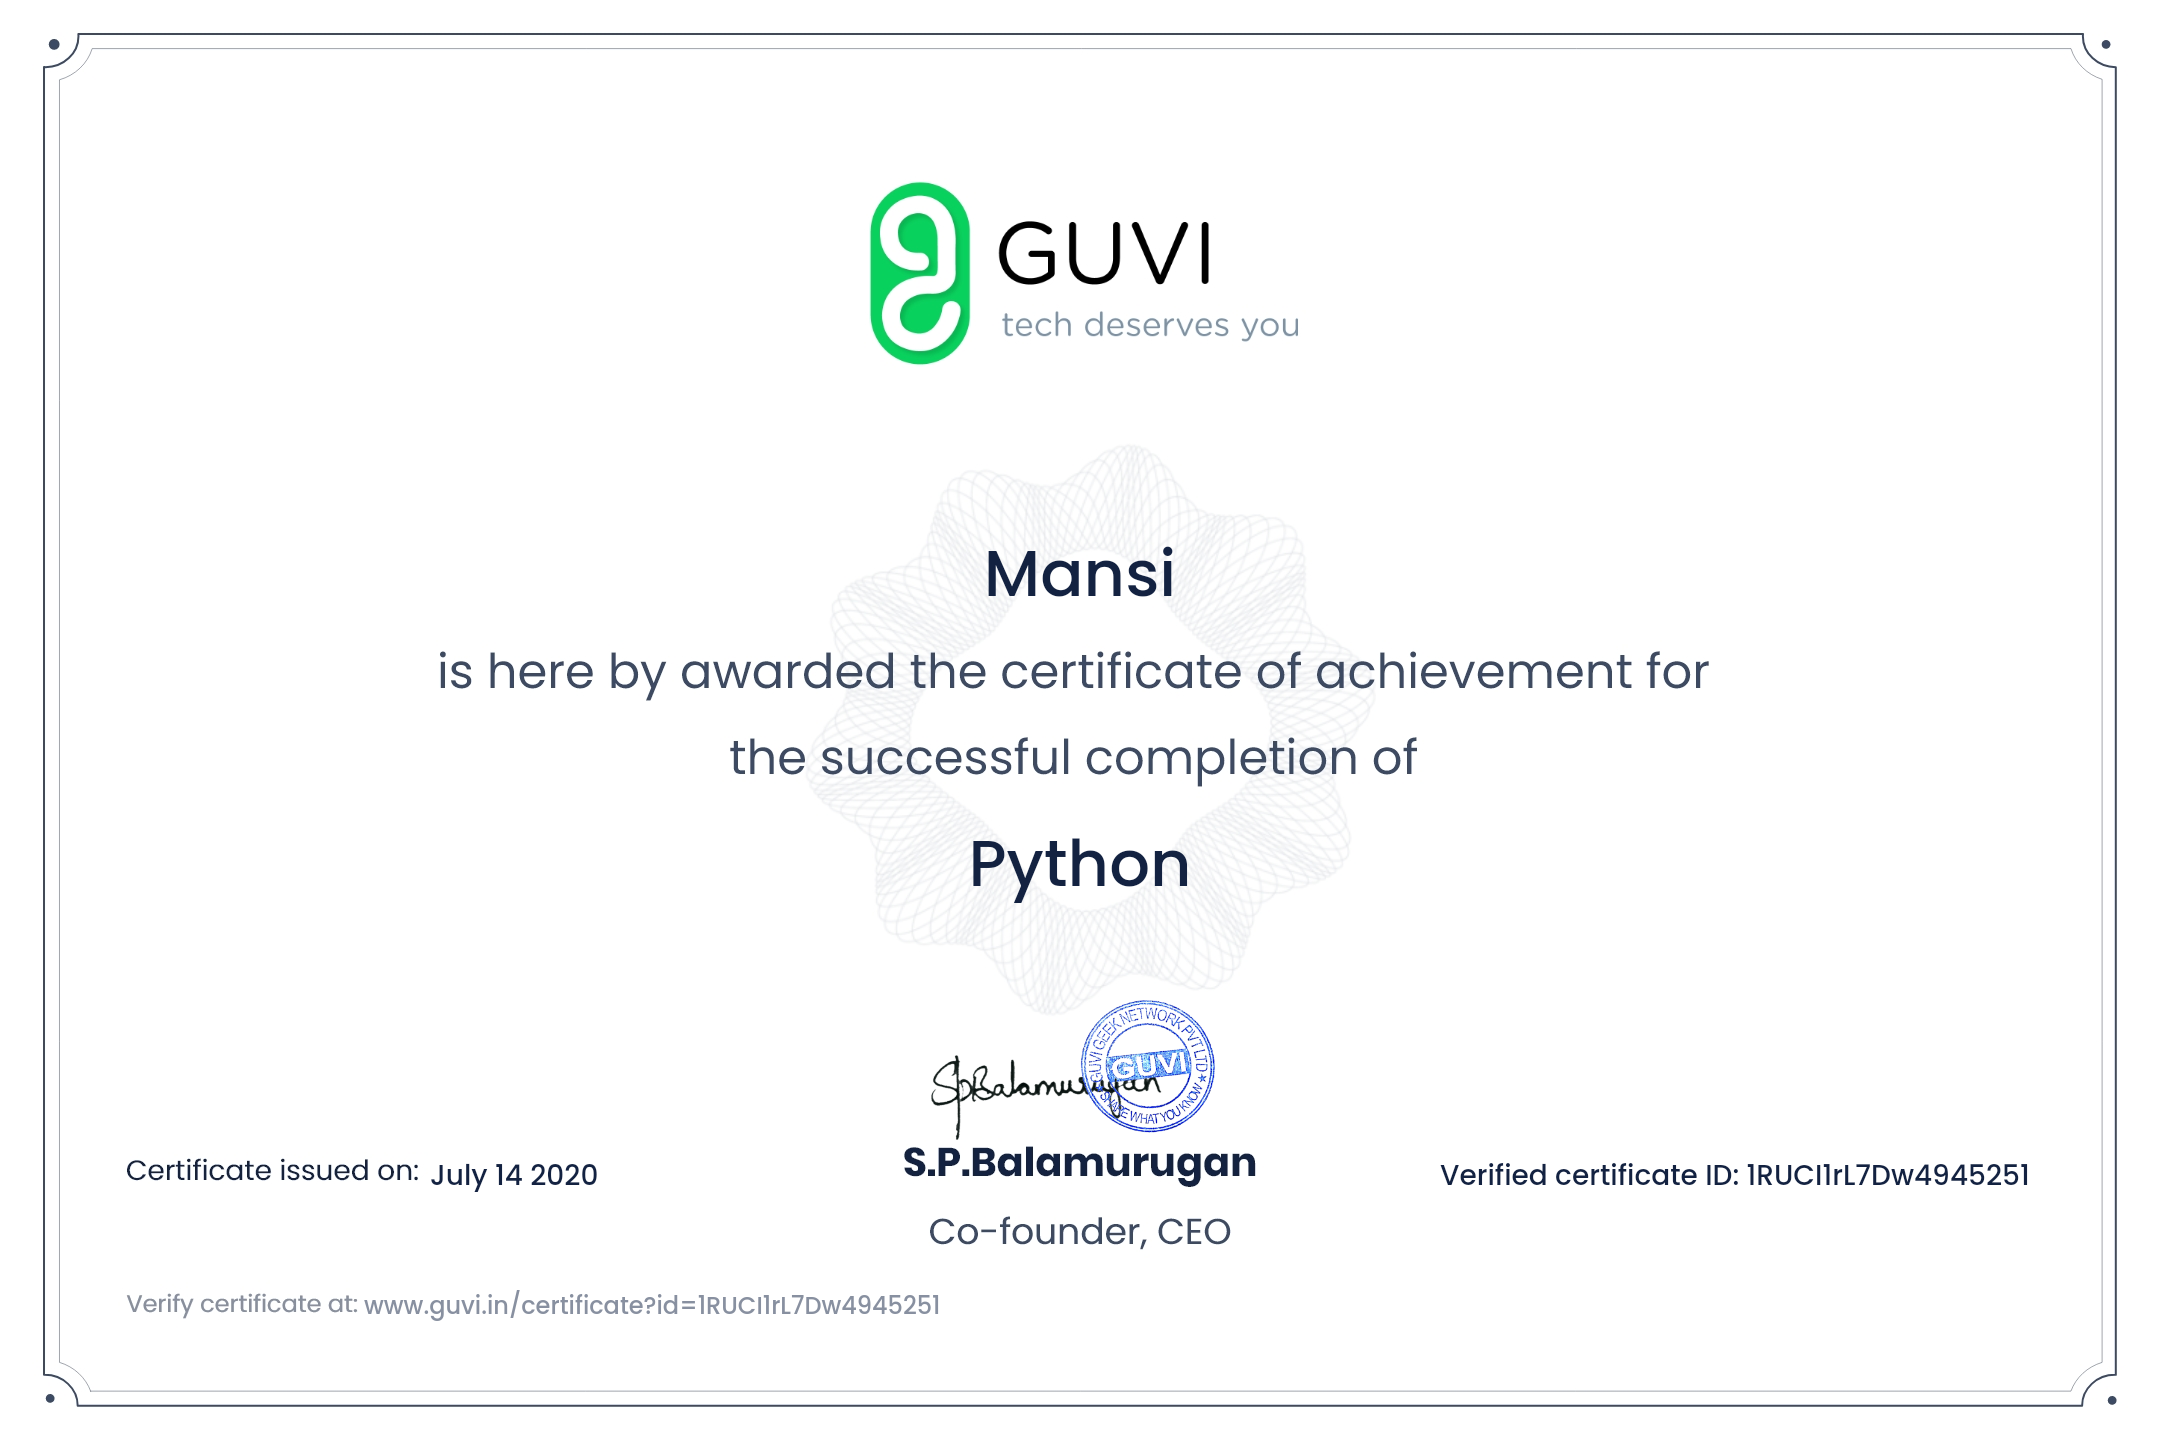 GUVI
tech deserves you
Mansi
is here by awarded the certificate of achievement for
the successful completion of
Python
GUVI GEEK NETWORK PVT LTD
GUVI
SHARE WHAT YOU KNOW
SpBalamurugan
S.P.Balamurugan
Co-founder, CEO
Certificate issued on: July 14 2020
Verified certificate ID: 1RUCI1rL7Dw4945251
Verify certificate at: www.guvi.in/certificate?id=1RUCI1rL7Dw4945251